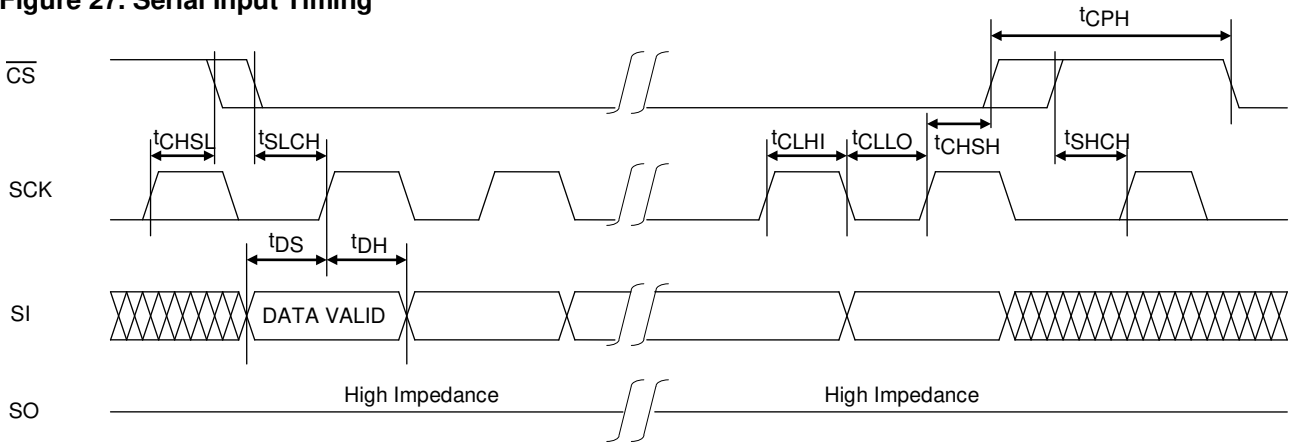 Figure 27. Serial Input Timing
tCPH
CS
tCHSL
tSLCH
tCLHI
tCLLO
tCHSH
tSHCH
SCK
tDS
tDH
SI
DATA VALID
High Impedance
High Impedance
SO